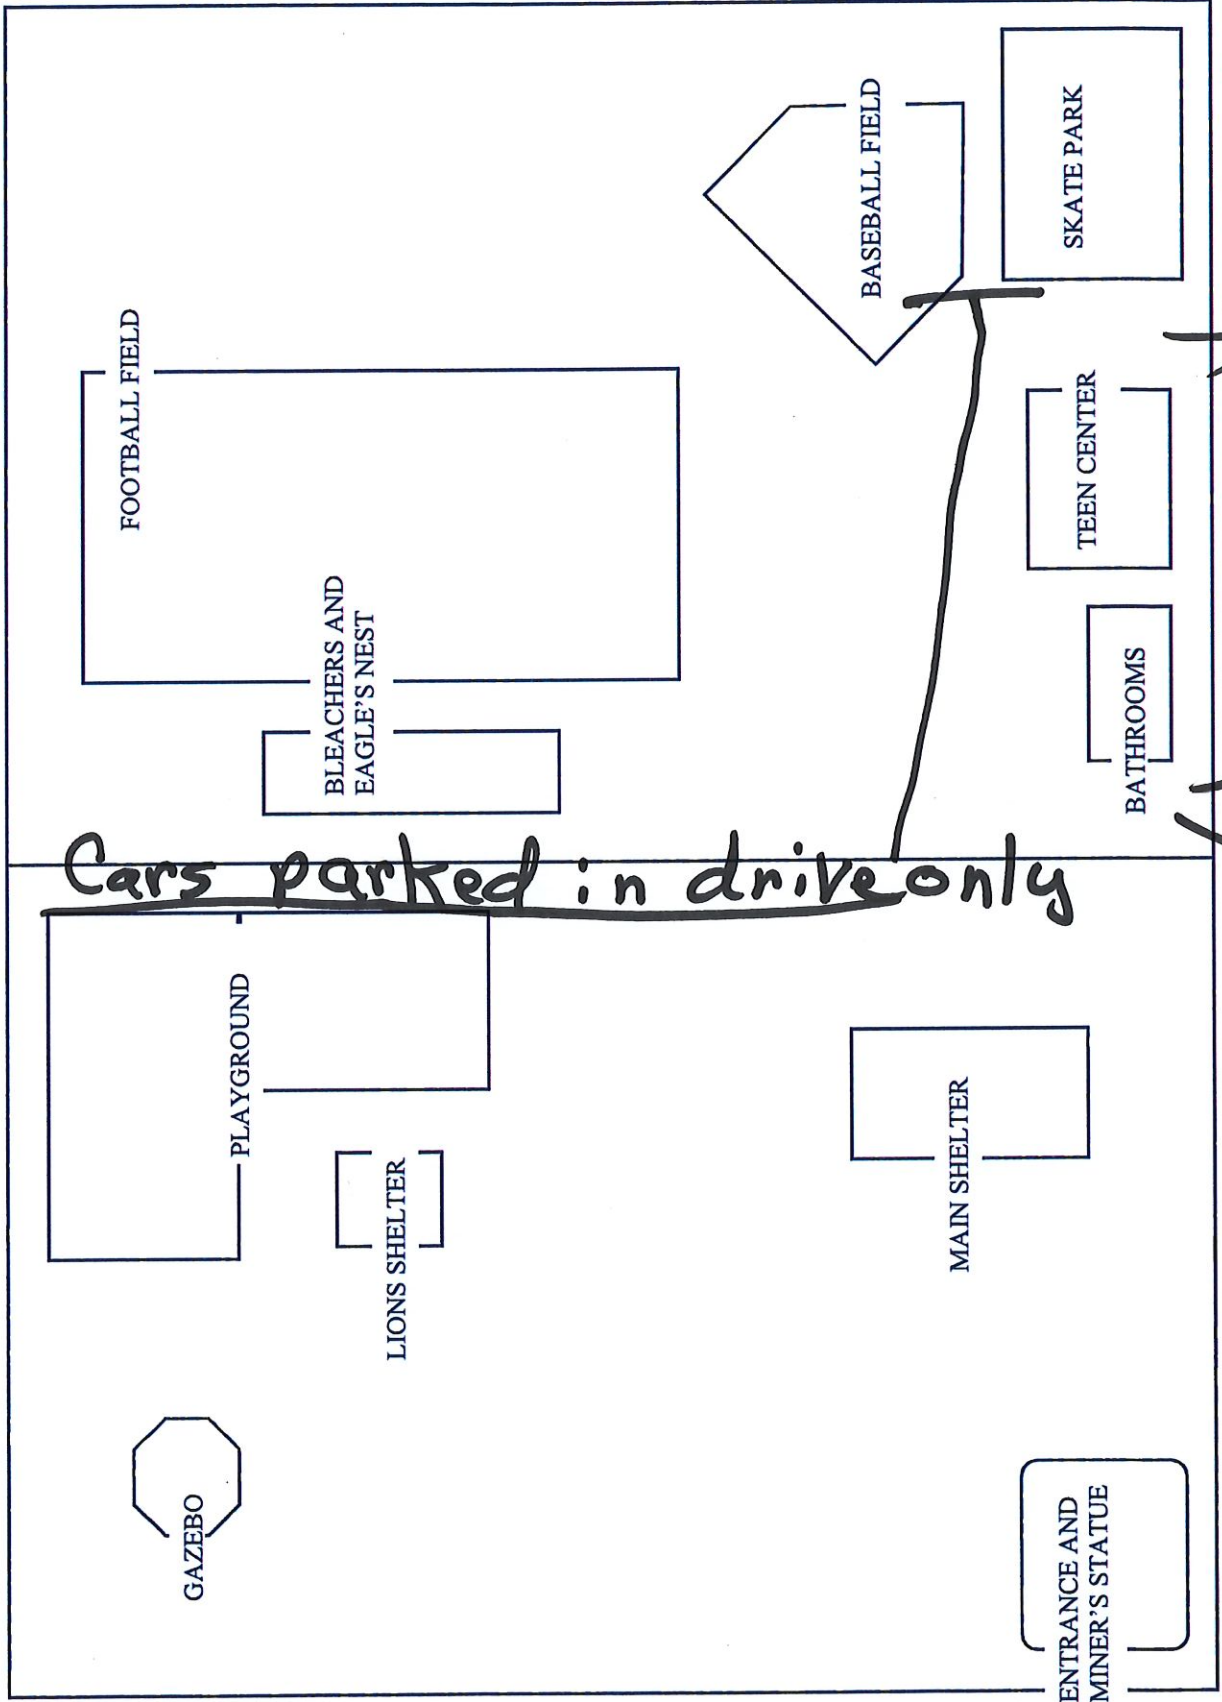 FOOTBALL FIELD
BASEBALL FIELD
SKATE PARK
BLEACHERS AND
EAGLE'S NEST
TEEN CENTER
BATHROOMS
Cars parked in drive only
PLAYGROUND
LIONS SHELTER
MAIN SHELTER
GAZEBO
ENTRANCE AND
MINER'S STATUE